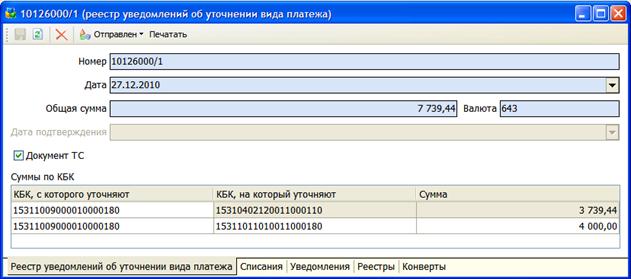 10126000/1 (реестр уведомлений об уточнении вида платежа)
Отправлен Печатать
Номер 10126000/1
Дата 27.12.2010
Общая сумма 7 739,44 Валюта 643
Дата подтверждения
Документ ТС
Суммы по КБК
КБК, с которого уточняют КБК, на который уточняют Сумма
15311009000010000180 15310402120011000110 3 739,44
15311009000010000180 15311011010011000180 4 000,00
Реестр уведомлений об уточнении вида платежа Списания Уведомления Реестры Конверты